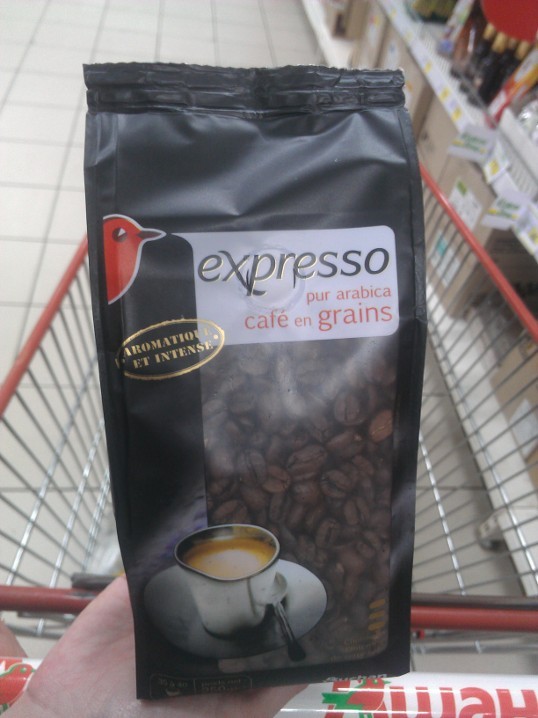 expresso
pur arabica
café en grains
AROMATIQUE
ET INTENSE